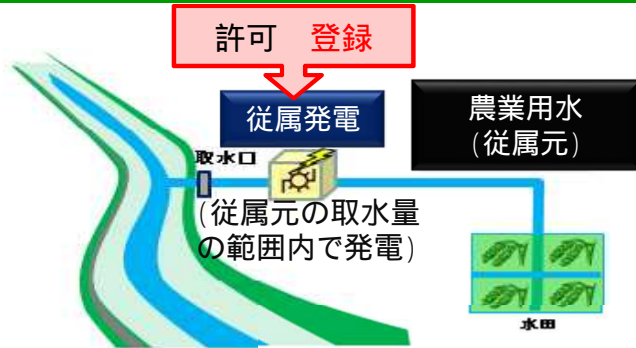 許可　登録
従属発電
農業用水
(従属元)
取水口
(従属元の取水量
の範囲内で発電)
水田